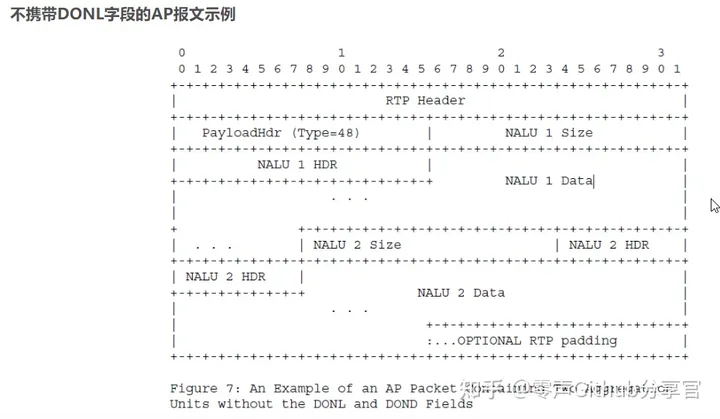 不携带DONL字段的AP报文示例
0 1 2 3
0 1 2 3 4 5 6 7 8 9 0 1 2 3 4 5 6 7 8 9 0 1 2 3 4 5 6 7 8 9 0 1
RTP Header
PayloadHdr (Type=48) | NALU 1 Size
NALU 1 HDR
NALU 1 Data
. . .
. . . | NALU 2 Size | NALU 2 HDR
NALU 2 HDR
NALU 2 Data
. . .
:...OPTIONAL RTP padding
Figure 7: An Example of an AP Packet Containing Two Aggregation
Units without the DONL and DOND Fields
知乎 @零声Github分享官